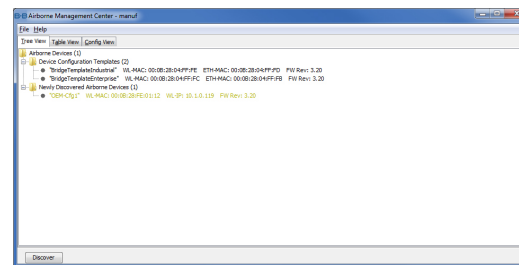 Airborne Management Center - manuf
File Help
Tree View Table View Config View
Airborne Devices (1)
Device Configuration Templates (2)
"BridgeTemplateIndustrial" WL-MAC: 00:0B:28:04:FF:FE ETH-MAC: 00:0B:28:04:FF:FD FW Rev: 3.20
"BridgeTemplateEnterprise" WL-MAC: 00:0B:28:04:FF:FC ETH-MAC: 00:0B:28:04:FF:FB FW Rev: 3.20
Newly Discovered Airborne Devices (1)
"OEM-Cfg1" WL-MAC: 00:0B:28:FE:01:12 WL-IP: 10.1.0.119 FW Rev: 3.20
Discover